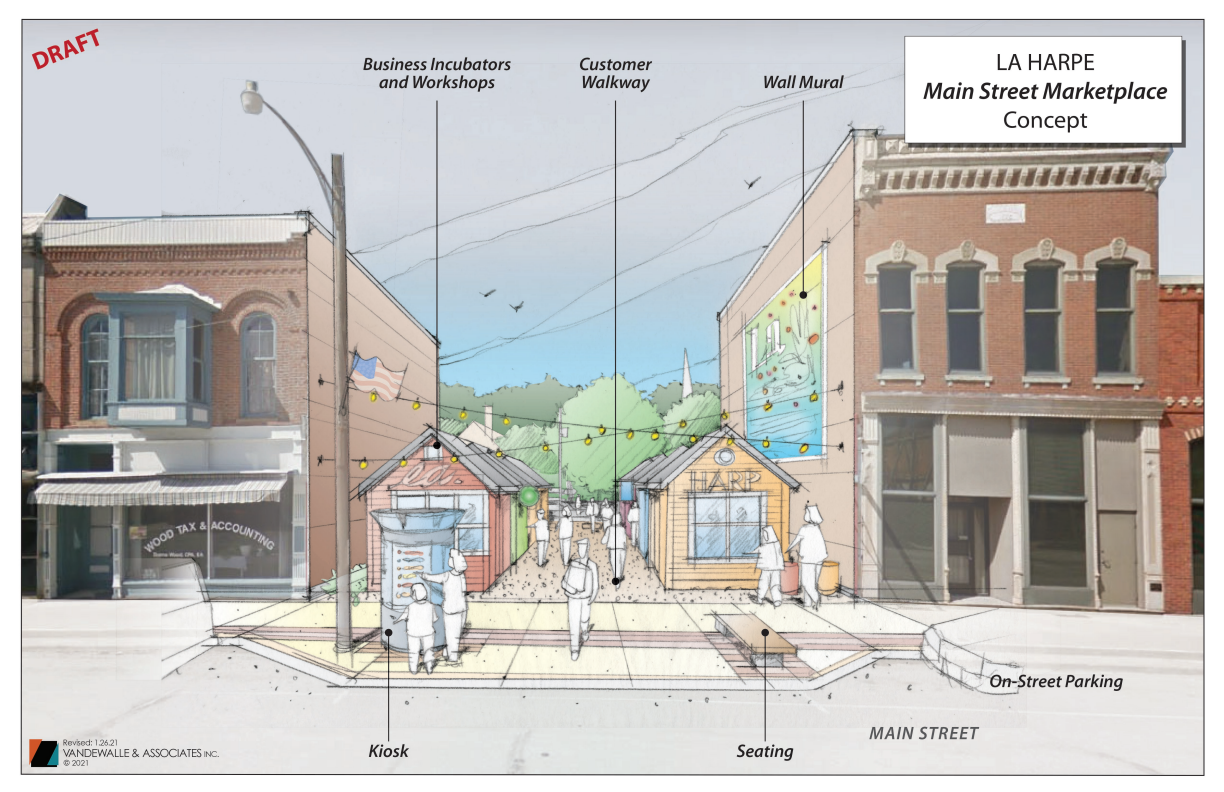 DRAFT
Business Incubators
and Workshops
Customer
Walkway
Wall Mural
LA HARPE
Main Street Marketplace
Concept
La.
HARP
WOOD TAX & ACCOUNTING
On-Street Parking
MAIN STREET
Kiosk
Seating
Revised: 1.26.21
VANDEWALLE & ASSOCIATES INC.
© 2021